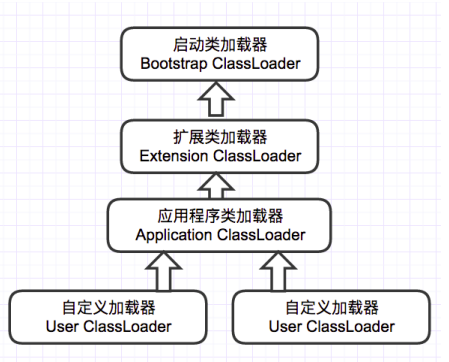 启动类加载器
Bootstrap ClassLoader
扩展类加载器
Extension ClassLoader
应用程序类加载器
Application ClassLoader
自定义加载器
User ClassLoader
自定义加载器
User ClassLoader